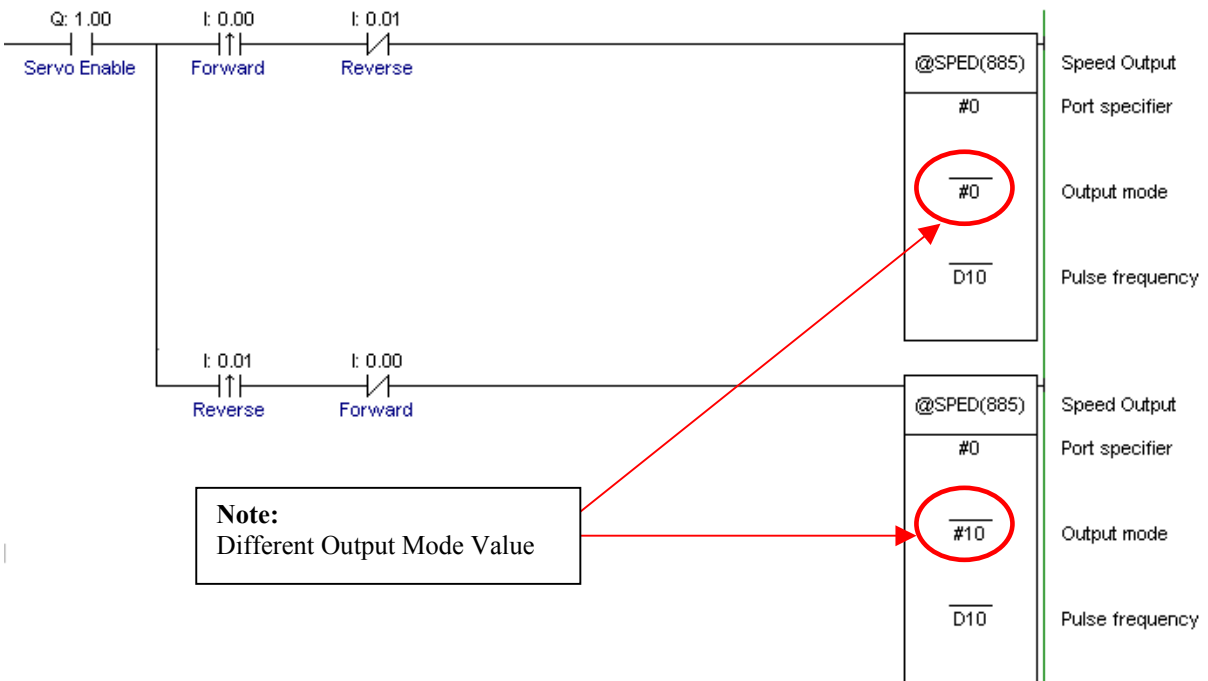 Q: 1.00 I: 0.00 I: 0.01
Servo Enable Forward Reverse
@SPED(885) Speed Output
#0 Port specifier
#0 Output mode
D10 Pulse frequency
I: 0.01 I: 0.00
Reverse Forward
@SPED(885) Speed Output
#0 Port specifier
Note:
Different Output Mode Value
#10 Output mode
D10 Pulse frequency